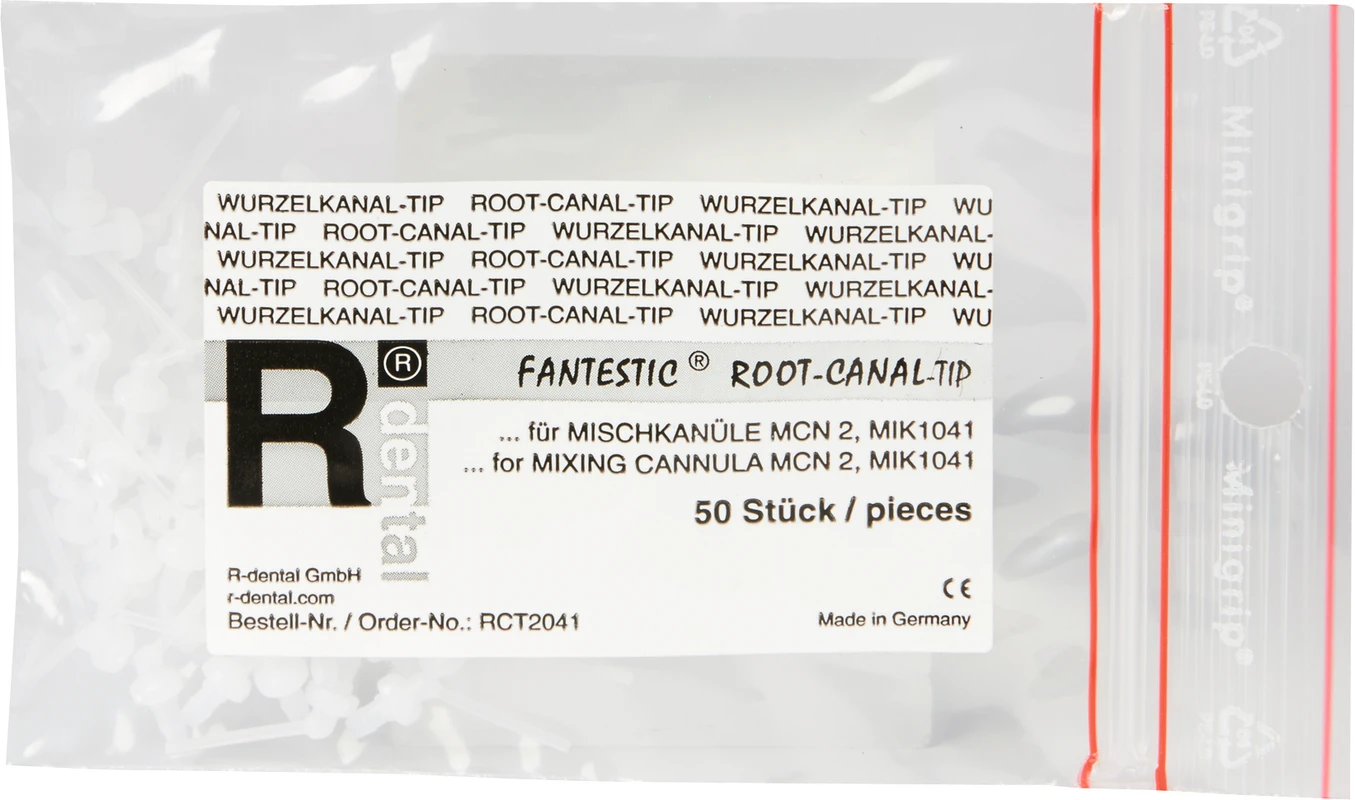 WURZELKANAL-TIP ROOT-CANAL-TIP WURZELKANAL-TIP WU
NAL-TIP ROOT-CANAL-TIP WURZELKANAL-TIP WURZELKANAL-
WURZELKANAL-TIP ROOT-CANAL-TIP WURZELKANAL-TIP WU
NAL-TIP ROOT-CANAL-TIP WURZELKANAL-TIP WURZELKANAL-
WURZELKANAL-TIP ROOT-CANAL-TIP WURZELKANAL-TIP WU
R ®
dental
FANTESTIC ® ROOT-CANAL-TIP
... für MISCHKANÜLE MCN 2, MIK1041
... for MIXING CANNULA MCN 2, MIK1041
50 Stück / pieces
R-dental GmbH
r-dental.com
Bestell-Nr. / Order-No.: RCT2041
CE
Made in Germany
Minigrip®
Minigrip®